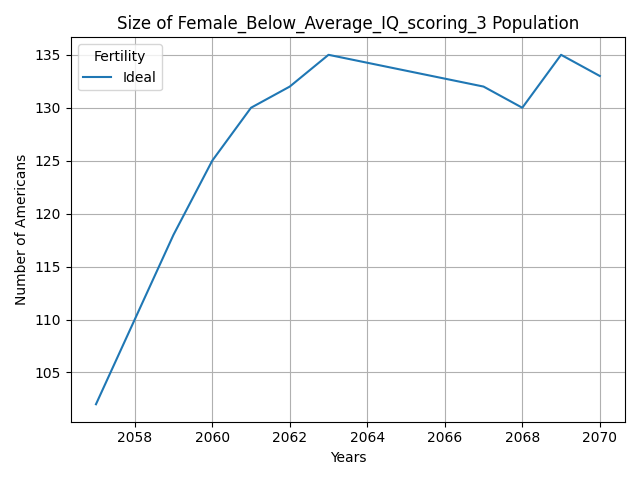 Size of Female_Below_Average_IQ_scoring_3 Population
Number of Americans
135
130
125
120
115
110
105
Fertility
Ideal
2058 2060 2062 2064 2066 2068 2070
Years